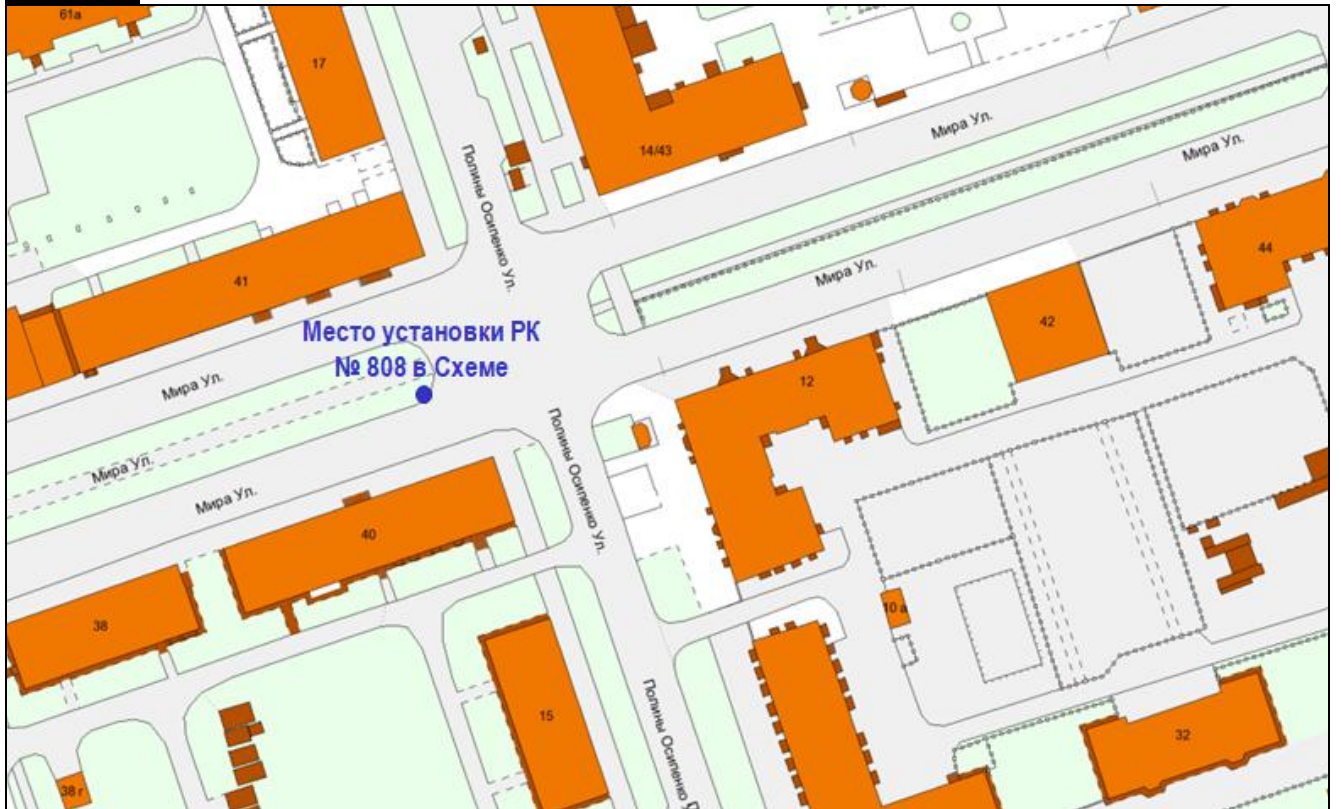 61а
17
14/43
Мира Ул.
Мира Ул.
Полины Осипенко Ул.
44
41
Мира Ул.
42
Место установки РК
№ 808 в Схеме
Мира Ул.
12
Полины Осипенко Ул.
Мира Ул.
Мира Ул.
40
38
10 а
15
Полины Осипенко У
32
38 г